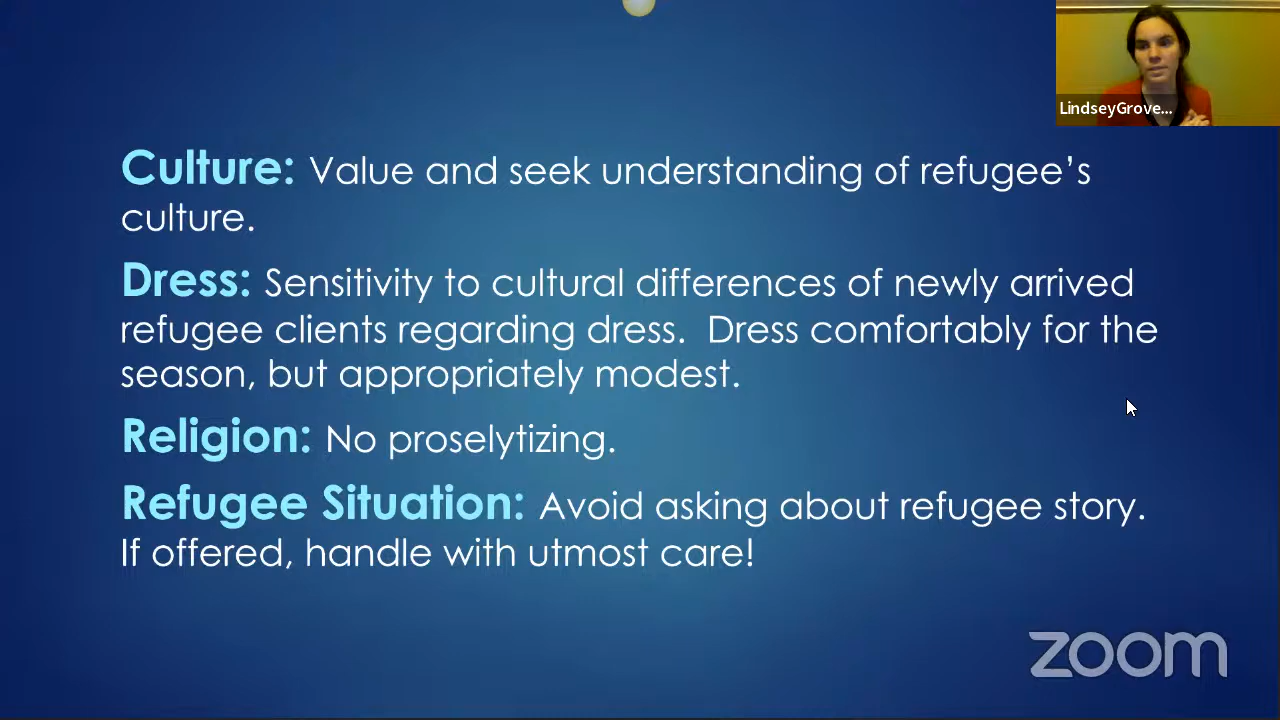 LindseyGrove...
Culture: Value and seek understanding of refugee’s
culture.
Dress: Sensitivity to cultural differences of newly arrived
refugee clients regarding dress.  Dress comfortably for the
season, but appropriately modest.
Religion: No proselytizing.
Refugee Situation: Avoid asking about refugee story.
If offered, handle with utmost care!
zoom